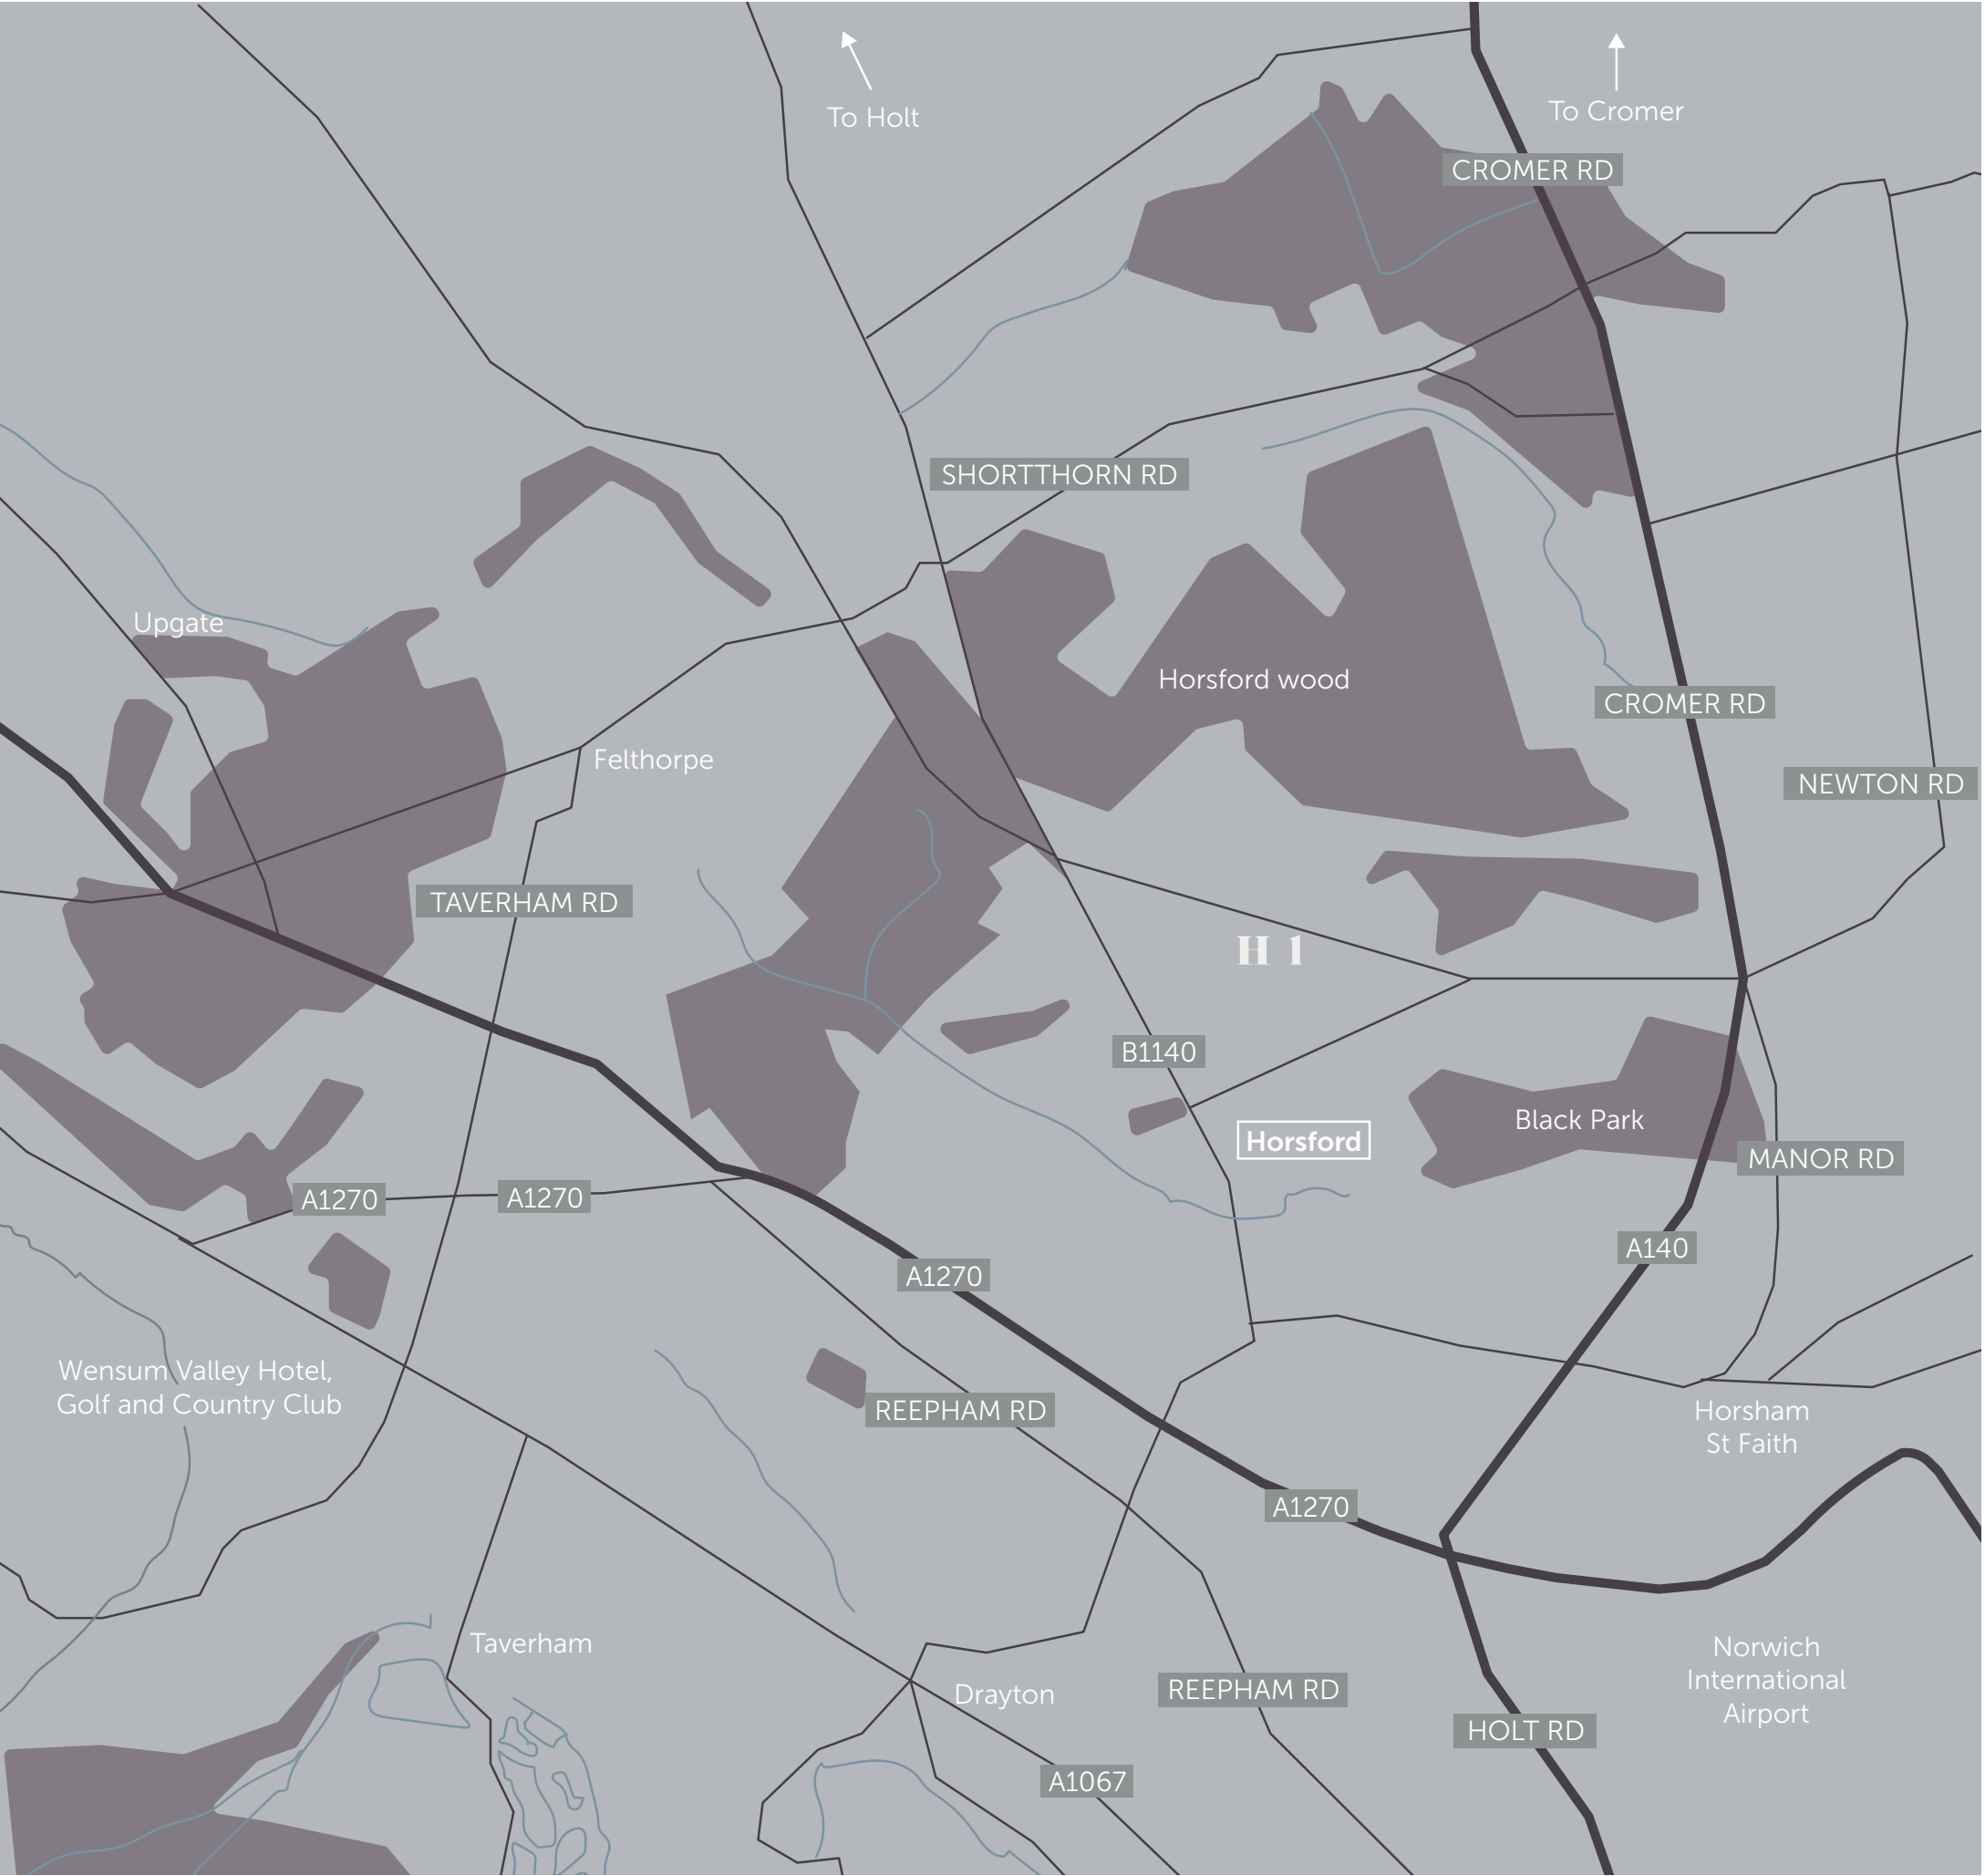 To Holt
To Cromer
CROMER RD
SHORTTHORN RD
Upgate
Horsford wood
CROMER RD
Felthorpe
NEWTON RD
TAVERHAM RD
H 1
B1140
Black Park
Horsford
MANOR RD
A1270
A1270
A140
A1270
Wensum Valley Hotel,
Golf and Country Club
REEPHAM RD
Horsham
St Faith
A1270
Taverham
Norwich
International
Airport
Drayton
REEPHAM RD
HOLT RD
A1067